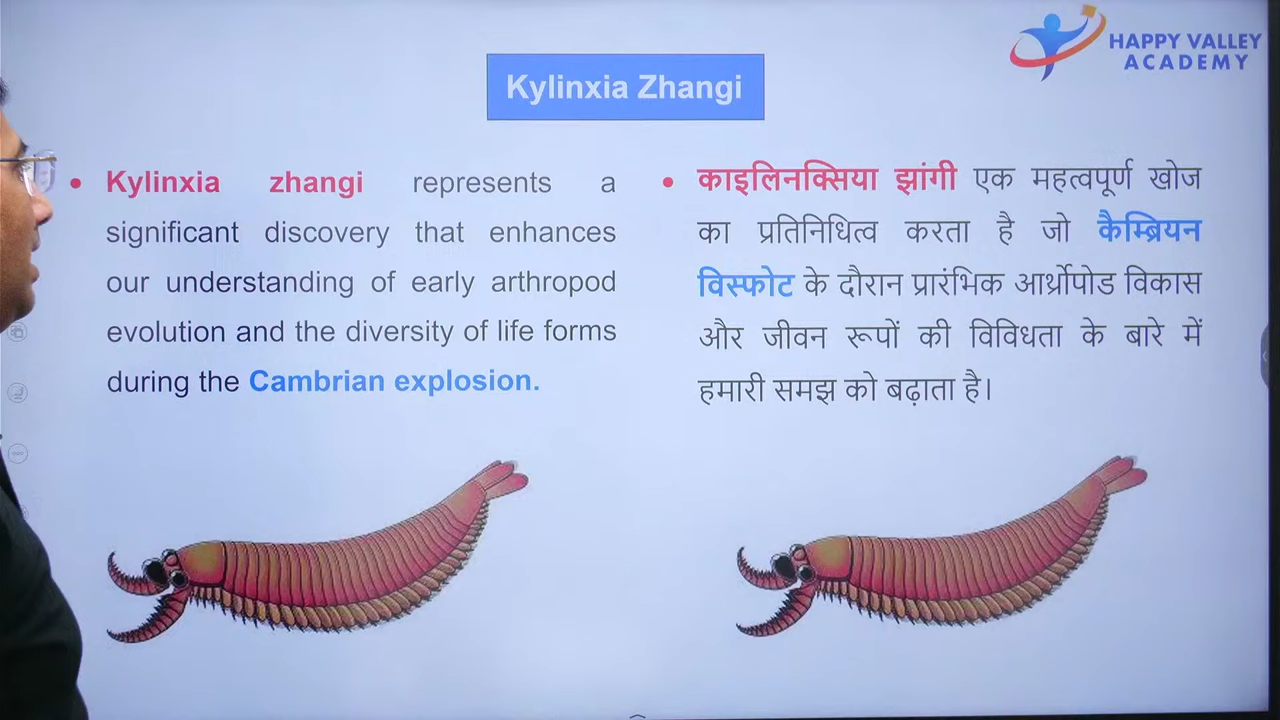 HAPPY VALLEY
ACADEMY
Kylinxia Zhangi
• Kylinxia zhangi represents a
significant discovery that enhances
our understanding of early arthropod
evolution and the diversity of life forms
during the Cambrian explosion.
• काइलिनक्सिया झांगी एक महत्वपूर्ण खोज
का प्रतिनिधित्व करता है जो कैम्ब्रियन
विस्फोट के दौरान प्रारंभिक आर्थ्रोपोड विकास
और जीवन रूपों की विविधता के बारे में
हमारी समझ को बढ़ाता है।